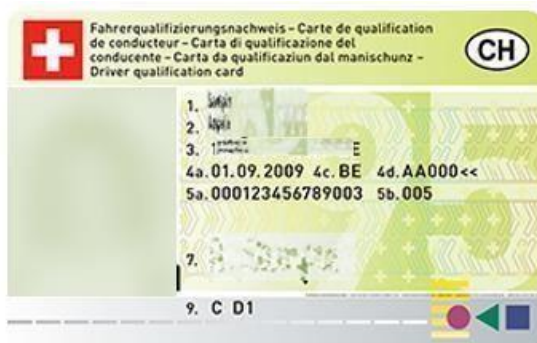 Fahrerqualifizierungsnachweis – Carte de qualification
de conducteur – Carta di qualificazione del
conducente – Carta da qualificaziun dal manischunz –
Driver qualification card
CH
1.
2.
3. E
4a. 01.09.2009 4c. BE 4d. AA000<<
5a. 000123456789003 5b. 005
7.
9. C D1